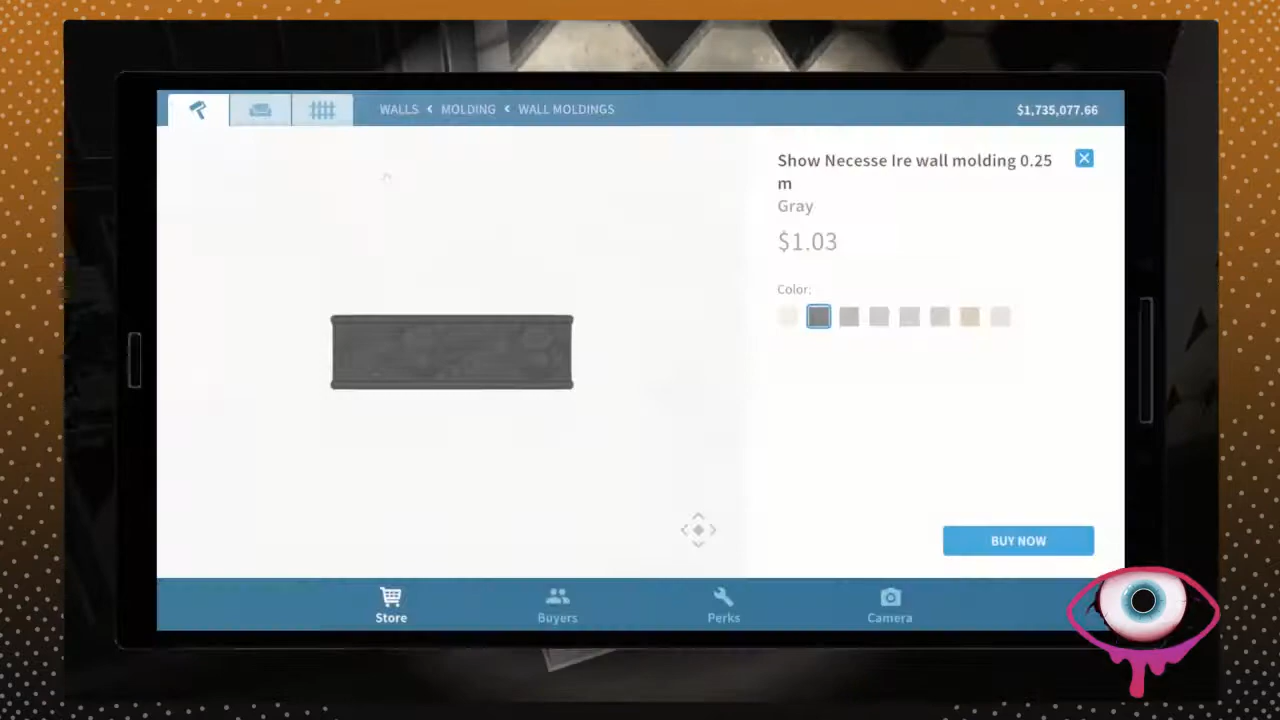 WALLS < MOLDING < WALL MOLDINGS
$1,735,077.66
Show Necesse Ire wall molding 0.25
m
Gray
$1.03
Color:
BUY NOW
Store
Buyers
Perks
Camera